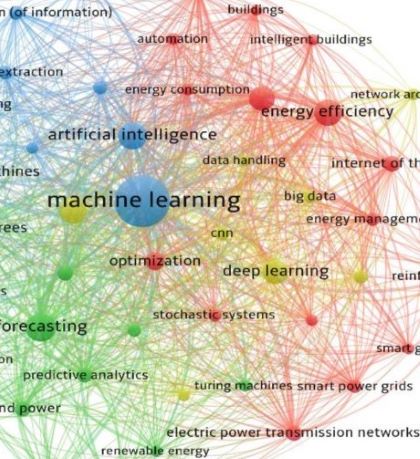 n (of information)
buildings
automation
intelligent buildings
extraction
energy consumption
network arc
ng
energy efficiency
artificial intelligence
data handling
internet of th
chines
machine learning
big data
energy manageme
rees
cnn
optimization
deep learning
reinf
s
stochastic systems
forecasting
smart g
on
predictive analytics
turing machines
smart power grids
nd power
electric power transmission networks
renewable energy